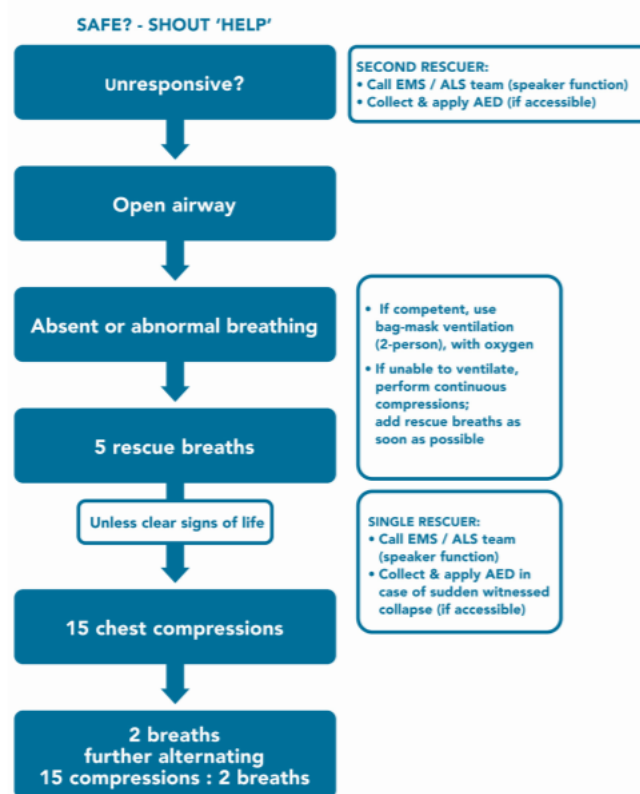 SAFE? - SHOUT 'HELP'
Unresponsive?
SECOND RESCUER:
• Call EMS / ALS team (speaker function)
• Collect & apply AED (if accessible)
Open airway
Absent or abnormal breathing
• If competent, use
bag-mask ventilation
(2-person), with oxygen
• If unable to ventilate,
perform continuous
compressions;
add rescue breaths as
soon as possible
5 rescue breaths
Unless clear signs of life
SINGLE RESCUER:
• Call EMS / ALS team
(speaker function)
• Collect & apply AED in
case of sudden witnessed
collapse (if accessible)
15 chest compressions
2 breaths
further alternating
15 compressions : 2 breaths